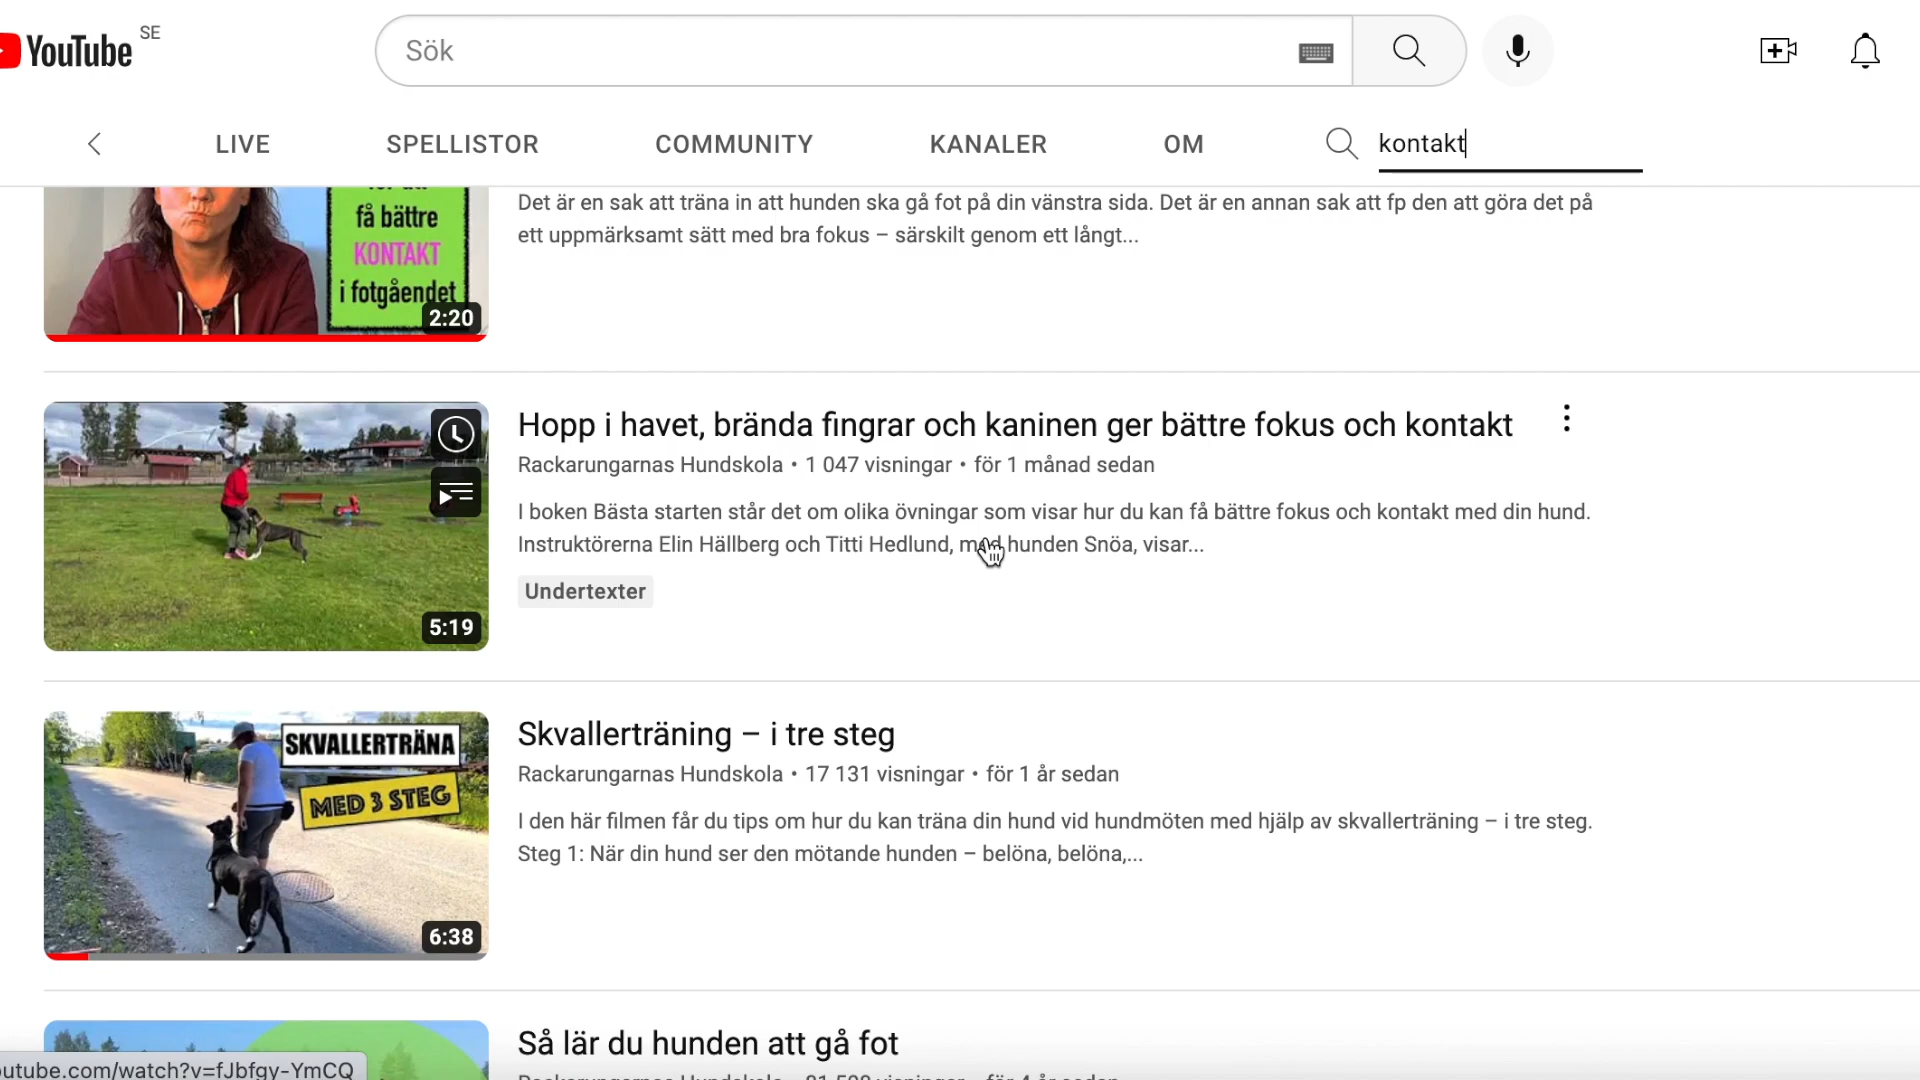 YouTube SE
Sök
LIVE SPELLISTOR COMMUNITY KANALER OM kontakt
få bättre
KONTAKT
i fotgåendet
2:20
Det är en sak att träna in att hunden ska gå fot på din vänstra sida. Det är en annan sak att fp den att göra det på
ett uppmärksamt sätt med bra fokus – särskilt genom ett långt...
5:19
Hopp i havet, brända fingrar och kaninen ger bättre fokus och kontakt
Rackarungarnas Hundskola • 1 047 visningar • för 1 månad sedan
I boken Bästa starten står det om olika övningar som visar hur du kan få bättre fokus och kontakt med din hund.
Instruktörerna Elin Hällberg och Titti Hedlund, med hunden Snöa, visar...
Undertexter
SKVALLERTRÄNA
MED 3 STEG
6:38
Skvallerträning – i tre steg
Rackarungarnas Hundskola • 17 131 visningar • för 1 år sedan
I den här filmen får du tips om hur du kan träna din hund vid hundmöten med hjälp av skvallerträning – i tre steg.
Steg 1: När din hund ser den mötande hunden – belöna, belöna,...
Så lär du hunden att gå fot
outube.com/watch?v=fJbfgy-YmCQ